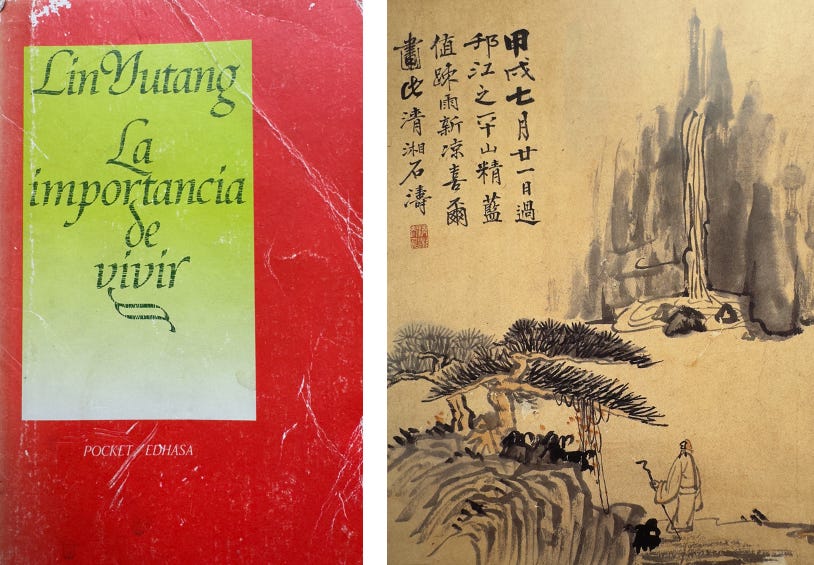 Lin Yutang
La
importancia
de
vivir
POCKET/EDHASA
甲戌七月廿一日過
邗江之平山精藍
值踈雨新凉喜爾
畫此清湘石濤